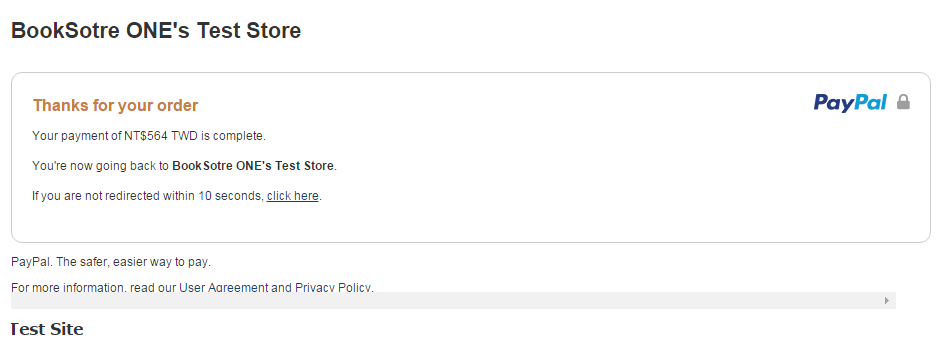 BookSotre ONE's Test Store
PayPal
Thanks for your order
Your payment of NT$564 TWD is complete.
You're now going back to BookSotre ONE's Test Store.
If you are not redirected within 10 seconds, click here.
PayPal. The safer, easier way to pay.
For more information, read our User Agreement and Privacy Policy.
Test Site